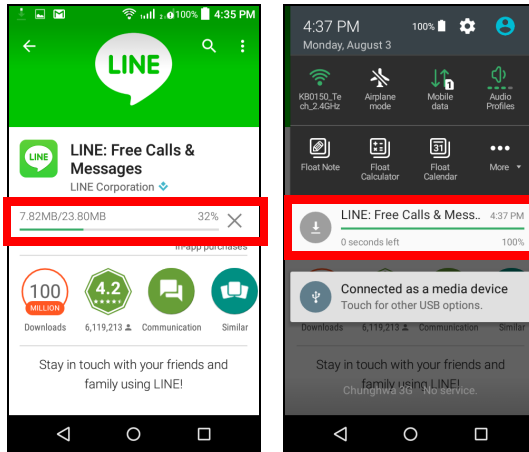 100% 4:35 PM
LINE
LINE
LINE: Free Calls &
Messages
LINE Corporation
7.82MB/23.80MB 32%
In-app purchases
100
MILLION
4.2
Downloads 6,119,213 Communication Similar
Stay in touch with your friends and
family using LINE!
4:37 PM 100%
Monday, August 3
KB0150_Te
ch_2.4GHz
Airplane
mode
Mobile
data
Audio
Profiles
Float Note
Float
Calculator
Float
Calendar
More
LINE: Free Calls & Mess.. 4:37 PM
0 seconds left 100%
Connected as a media device
Touch for other USB options.
Downloads 6,119,213 Communication Similar
Stay in touch with your friends and
family using LINE!
Chunghwa 3G No service.